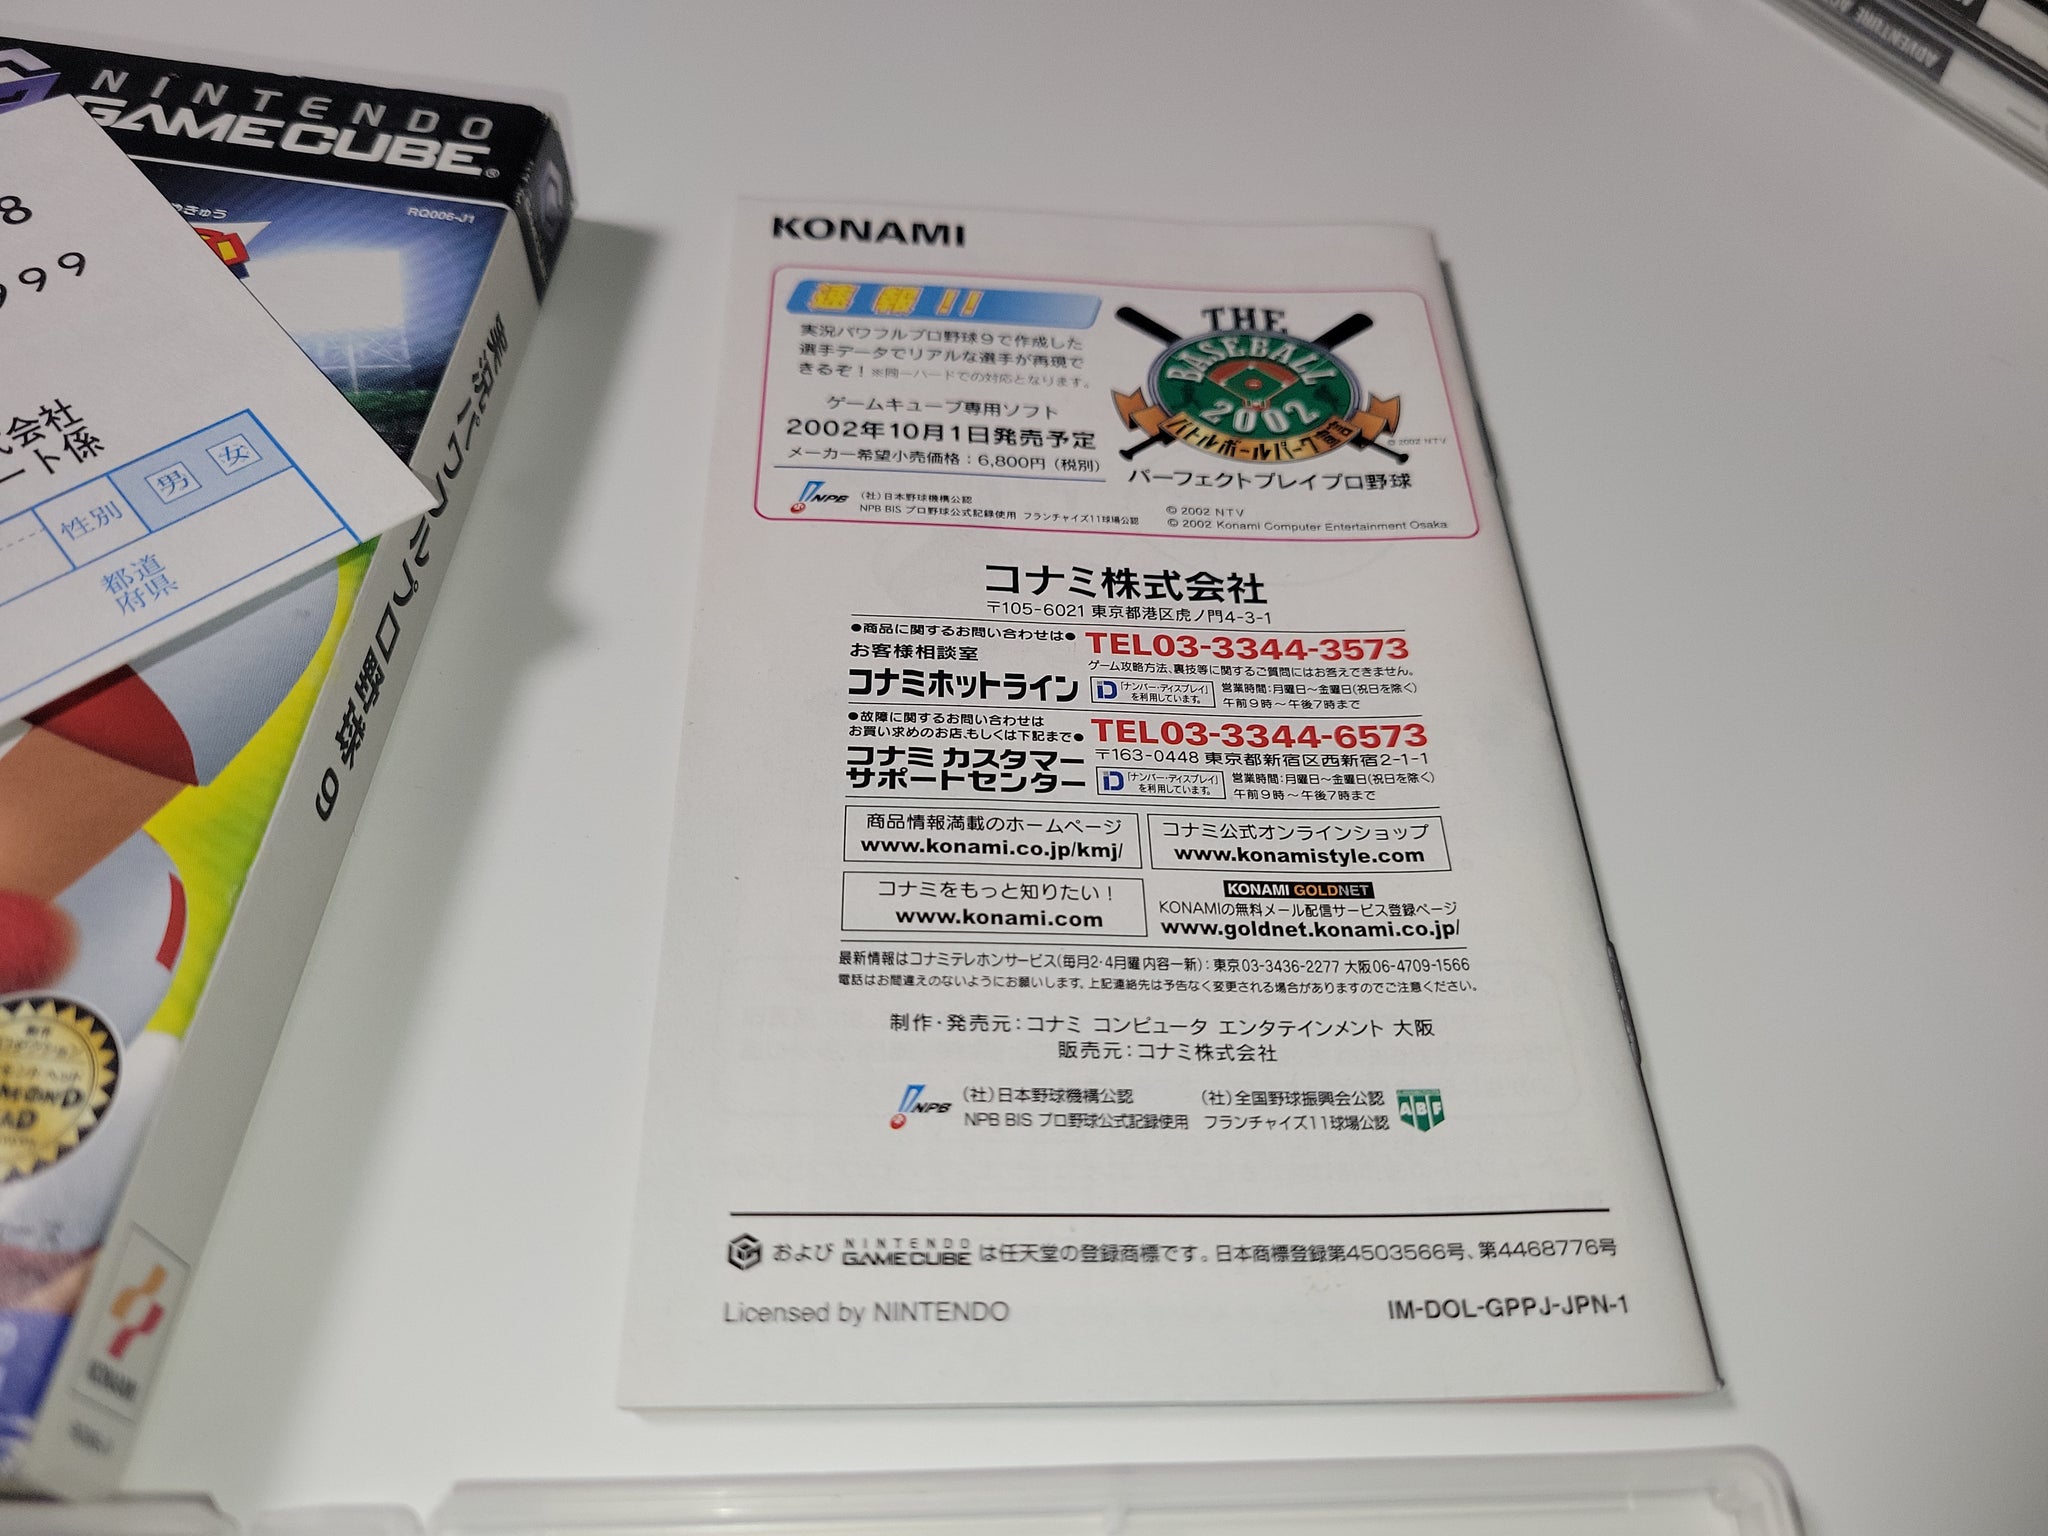 NINTENDO
GAMECUBE
RQ006-J1
きゅう
8
999
会社
ート係
性別 男 女
都道
府県
実況パワフルプロ野球 9
KONAMI
KONAMI
速報!!
実況パワフルプロ野球9で作成した
選手データでリアルな選手が再現で
きるぞ!※同一ハードでの対応となります。
ゲームキューブ専用ソフト
2002年10月1日発売予定
メーカー希望小売価格:6,800円(税別)
NPB (社)日本野球機構公認
NPB BIS プロ野球公式記録使用 フランチャイズ11球場公認
THE
BASEBALL
2002
バトルボールパーク宣言
©2002 NTV
パーフェクトプレイプロ野球
© 2002 NTV
© 2002 Konami Computer Entertainment Osaka
コナミ株式会社
〒105-6021 東京都港区虎ノ門4-3-1
●商品に関するお問い合わせは●
お客様相談室
コナミホットライン
TEL03-3344-3573
ゲーム攻略方法、裏技等に関するご質問にはお答えできません。
「ナンバー・ディスプレイ」
を利用しています。
営業時間:月曜日〜金曜日(祝日を除く)
午前9時〜午後7時まで
●故障に関するお問い合わせは
お買い求めのお店、もしくは下記まで●
コナミ カスタマー
サポートセンター
TEL03-3344-6573
〒163-0448 東京都新宿区西新宿2-1-1
「ナンバー・ディスプレイ」
を利用しています。
営業時間:月曜日〜金曜日(祝日を除く)
午前9時〜午後7時まで
商品情報満載のホームページ
www.konami.co.jp/kmj/
コナミ公式オンラインショップ
www.konamistyle.com
コナミをもっと知りたい!
www.konami.com
KONAMI GOLDNET
KONAMIの無料メール配信サービス登録ページ
www.goldnet.konami.co.jp/
最新情報はコナミテレホンサービス(毎月2・4月曜内容一新):東京03-3436-2277 大阪06-4709-1566
電話はお間違えのないようにお願いします。上記連絡先は予告なく変更される場合がありますのでご注意ください。
制作・発売元:コナミ コンピュータ エンタテインメント 大阪
販売元:コナミ株式会社
NPB (社)日本野球機構公認
NPB BIS プロ野球公式記録使用
(社)全国野球振興会公認
フランチャイズ11球場公認
ABF
および NINTENDO GAMECUBE は任天堂の登録商標です。日本商標登録第4503566号、第4468776号
Licensed by NINTENDO
IM-DOL-GPPJ-JPN-1
ADVENTURE